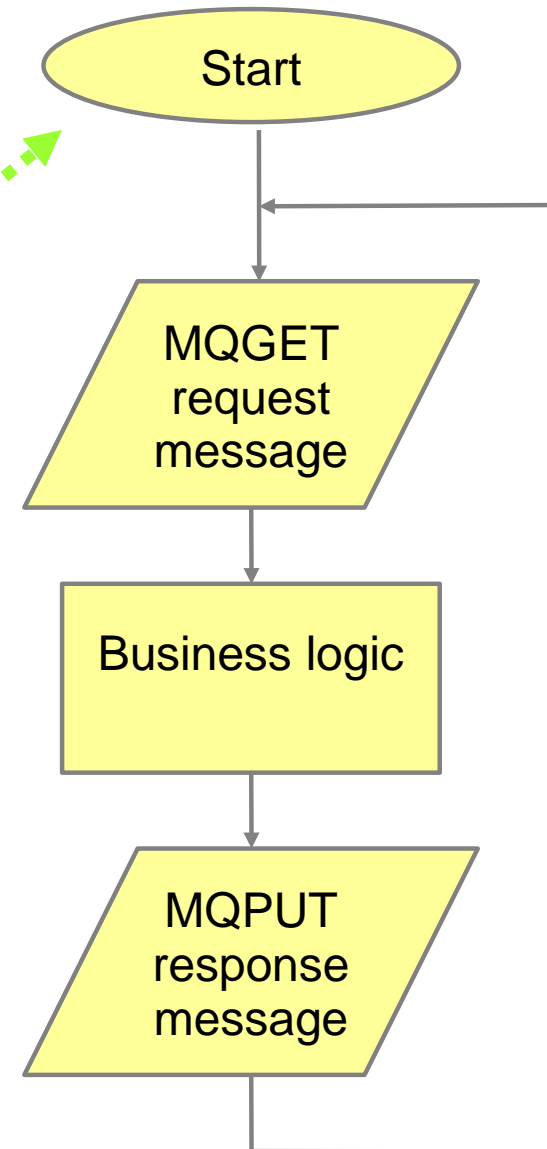 Start
MQGET
request
message
Business logic
MQPUT
response
message